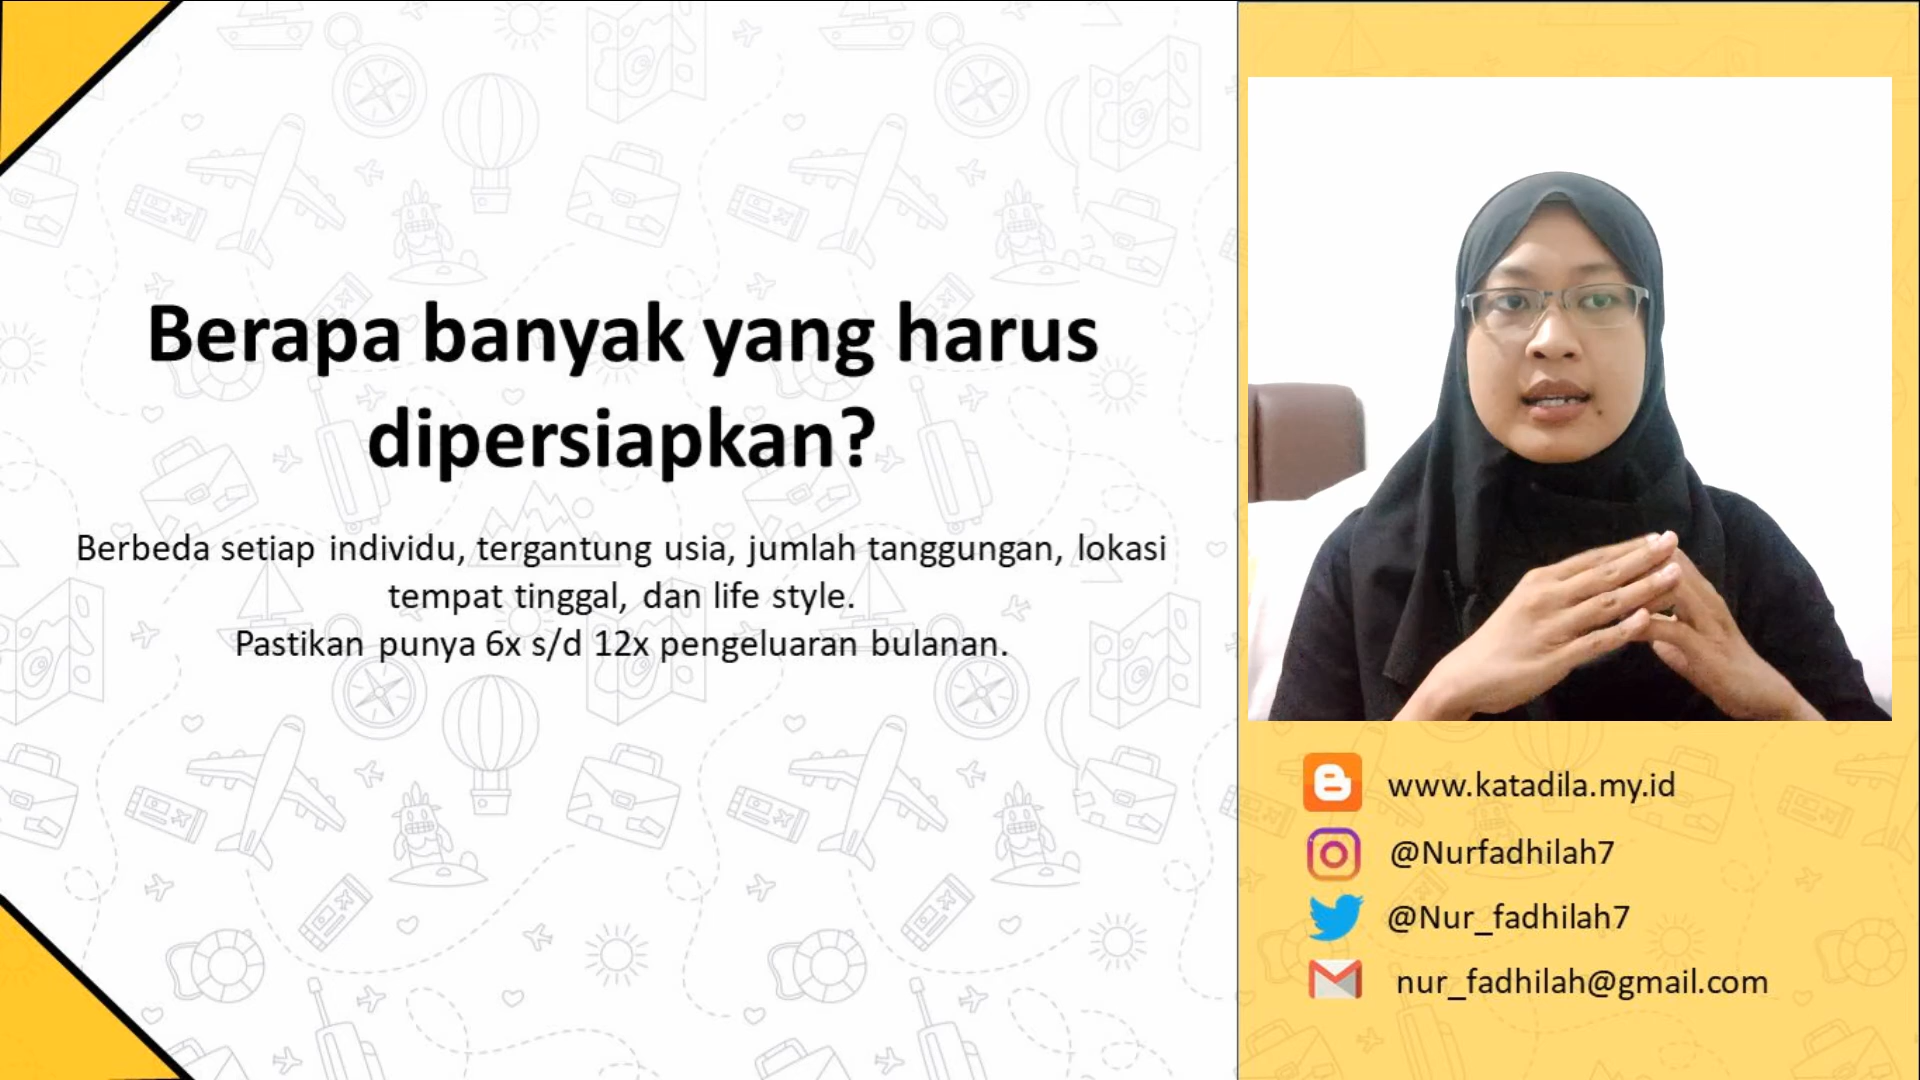 Berapa banyak yang harus
dipersiapkan?
Berbeda setiap individu, tergantung usia, jumlah tanggungan, lokasi
tempat tinggal, dan life style.
Pastikan punya 6x s/d 12x pengeluaran bulanan.
www.katadila.my.id
@Nurfadhilah7
@Nur_fadhilah7
nur_fadhilah@gmail.com